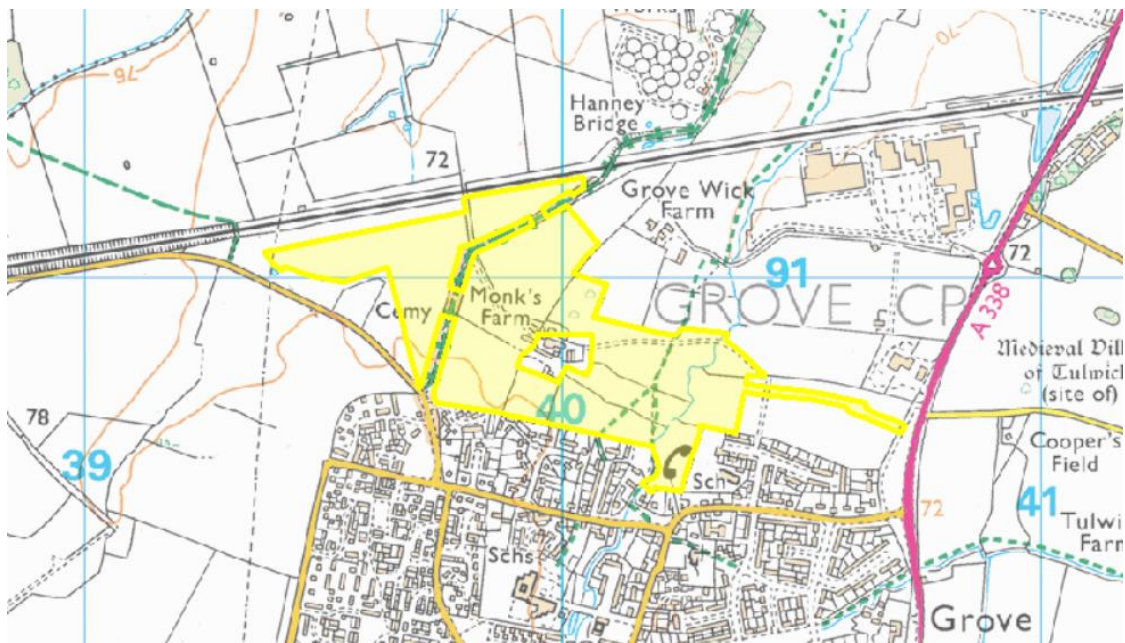 70
76
Hanney
Bridge
72
Grove Wick
Farm
91
72
Cemy
Monk's
Farm
GROVE CP
A 338
Medieval Vill
of Tulwick
(site of)
78
40
39
Cooper's
Field
Sch
41
72
Tulwi
Farm
Schs
Grove